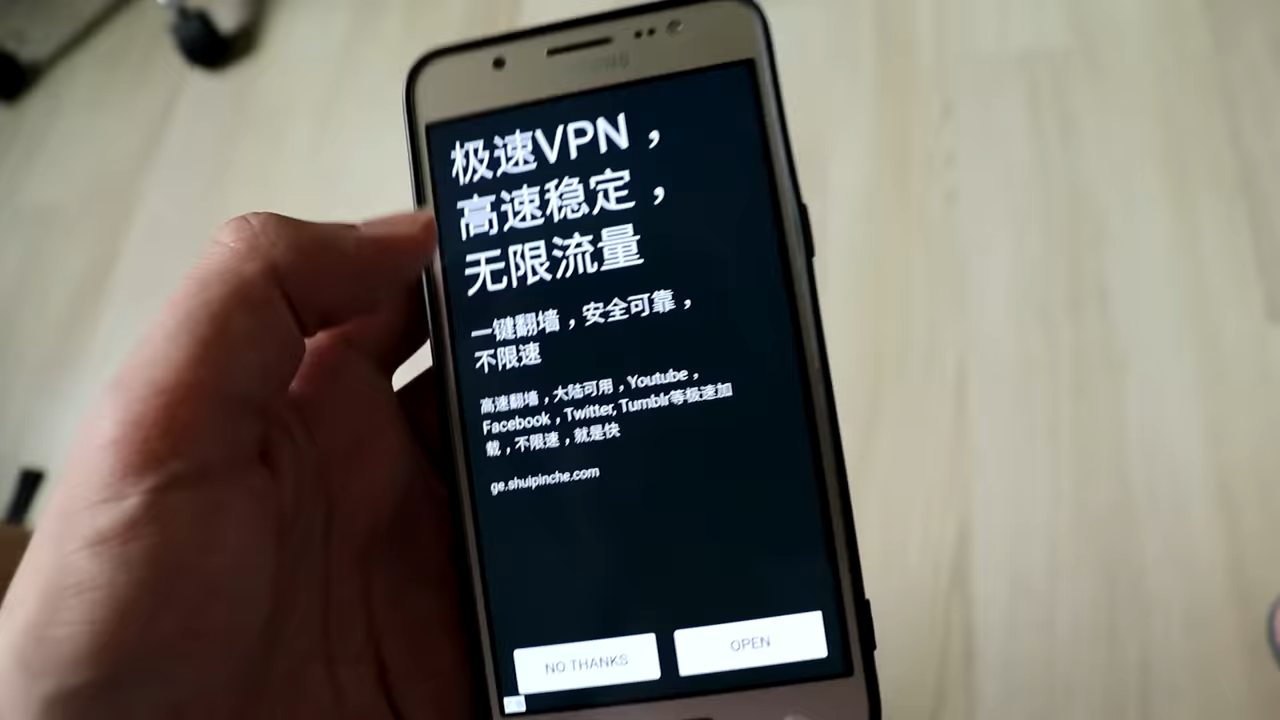 极速VPN，
高速稳定，
无限流量
一键翻墙，安全可靠，
不限速
高速翻墙，大陆可用，Youtube，
Facebook，Twitter, Tumblr等极速加
载，不限速，就是快
ge.shuipinche.com
NO THANKS
OPEN